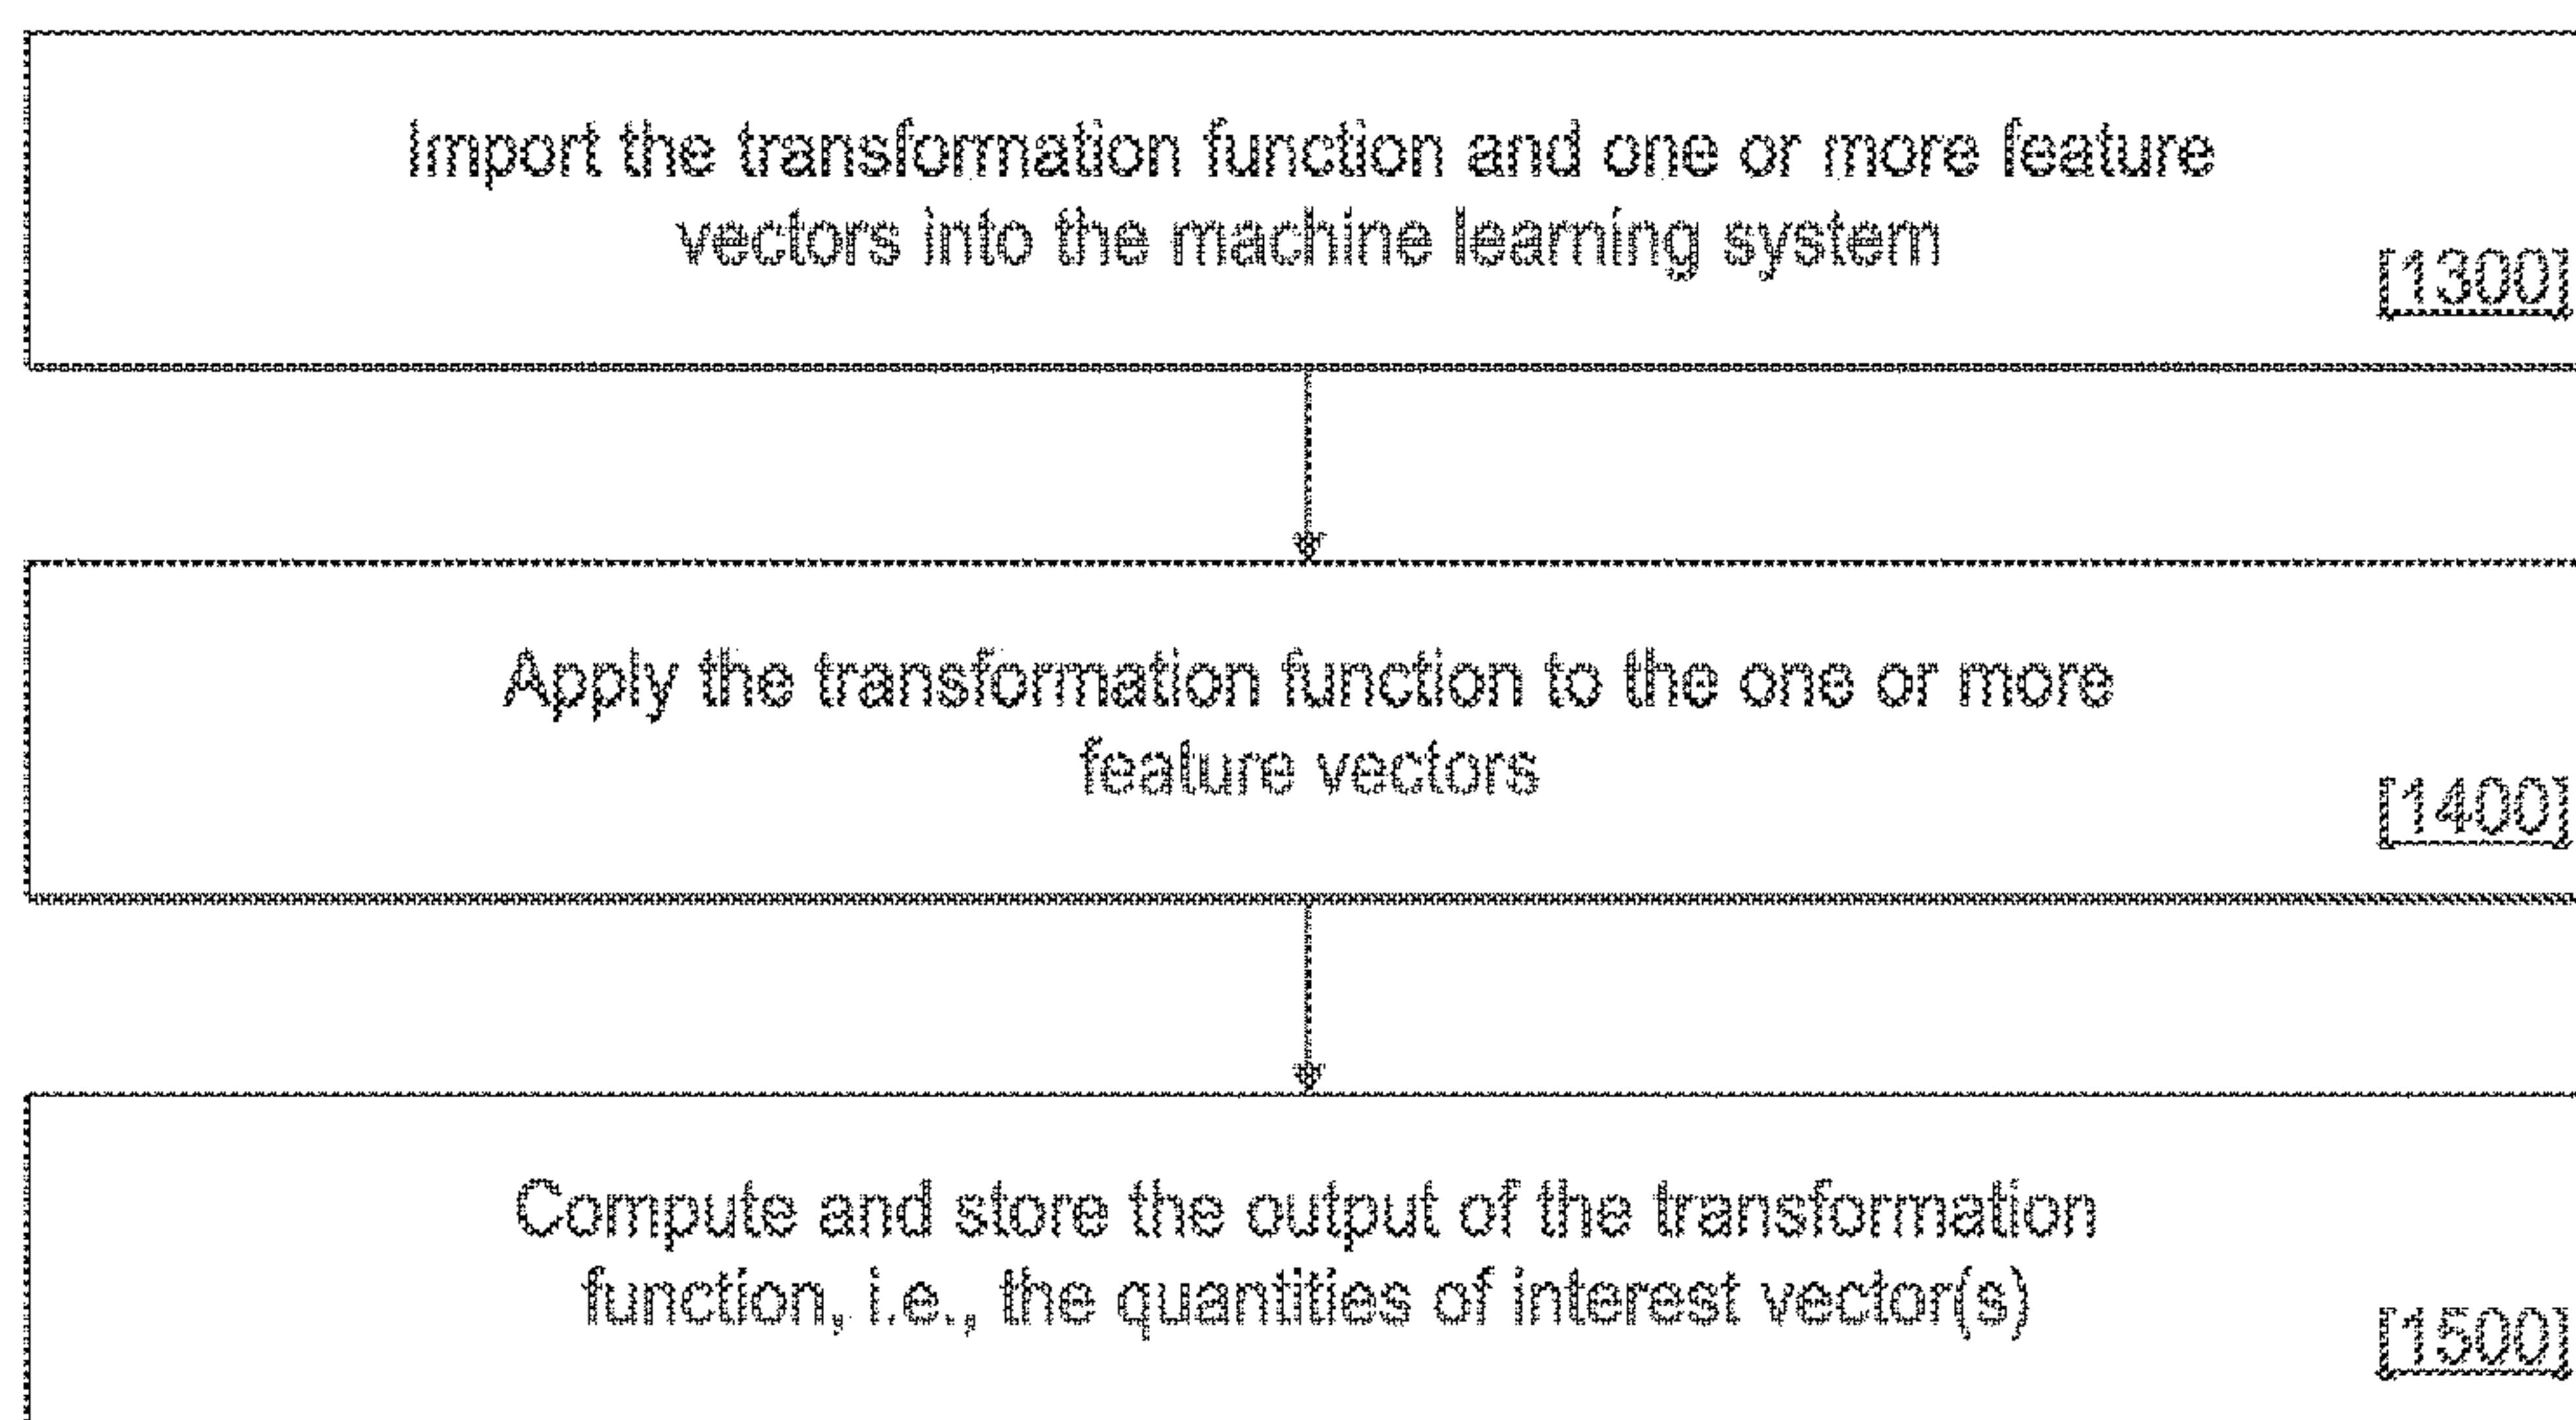 Import the transformation function and one or more feature
vectors into the machine learning system
[1300]
Apply the transformation function to the one or more
feature vectors
[1400]
Compute and store the output of the transformation
function, i.e., the quantities of interest vector(s)
[1500]